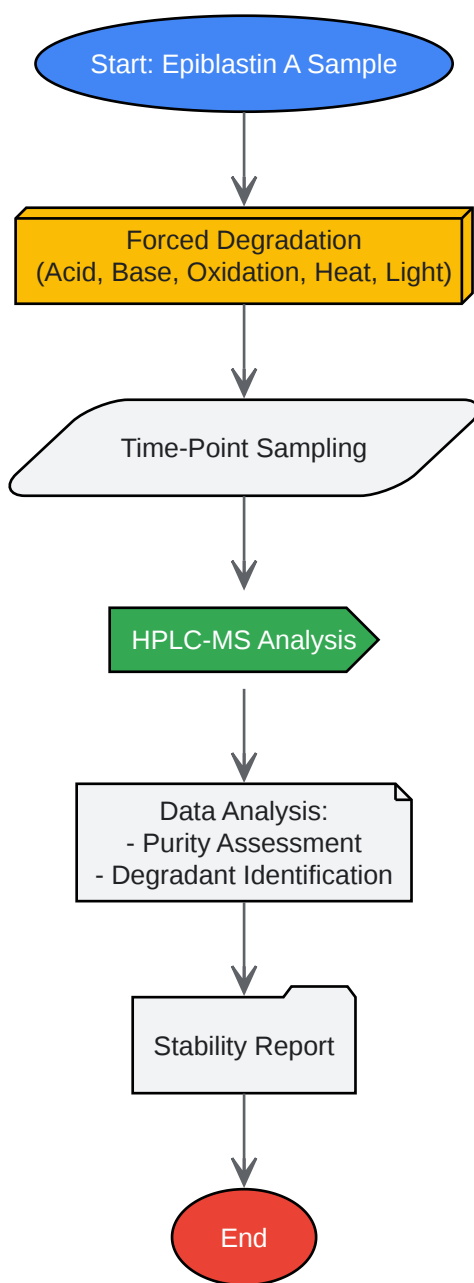 Start: Epiblastin A Sample
Forced Degradation
(Acid, Base, Oxidation, Heat, Light)
Time-Point Sampling
HPLC-MS Analysis
Data Analysis:
- Purity Assessment
- Degradant Identification
Stability Report
End